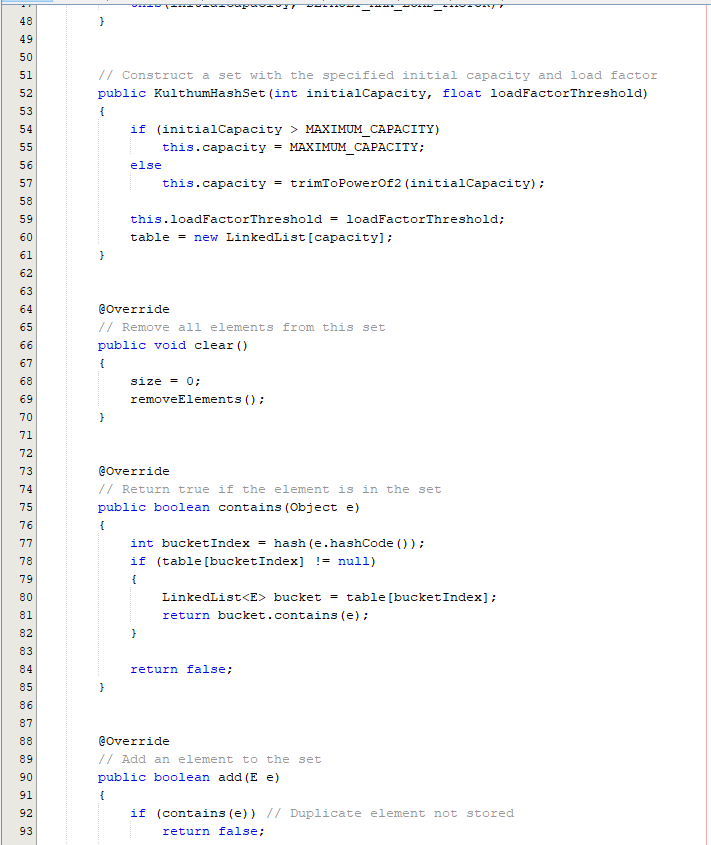 48 }
49
50
51 // Construct a set with the specified initial capacity and load factor
52 public KulthumHashSet(int initialCapacity, float loadFactorThreshold)
53 {
54 if (initialCapacity > MAXIMUM_CAPACITY)
55 this.capacity = MAXIMUM_CAPACITY;
56 else
57 this.capacity = trimToPowerOf2(initialCapacity);
58
59 this.loadFactorThreshold = loadFactorThreshold;
60 table = new LinkedList[capacity];
61 }
62
63
64 @Override
65 // Remove all elements from this set
66 public void clear()
67 {
68 size = 0;
69 removeElements();
70 }
71
72
73 @Override
74 // Return true if the element is in the set
75 public boolean contains(Object e)
76 {
77 int bucketIndex = hash(e.hashCode());
78 if (table[bucketIndex] != null)
79 {
80 LinkedList<E> bucket = table[bucketIndex];
81 return bucket.contains(e);
82 }
83
84 return false;
85 }
86
87
88 @Override
89 // Add an element to the set
90 public boolean add(E e)
91 {
92 if (contains(e)) // Duplicate element not stored
93 return false;